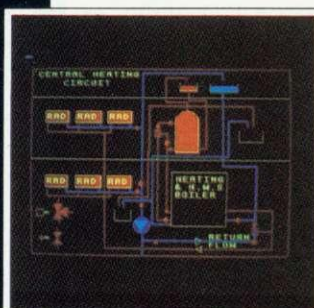 CENTRAL HEATING
CIRCUIT
RAD RAD RAD
RAD RAD RAD
HEATING
& H.W.S
BOILER
RETURN
FLOW